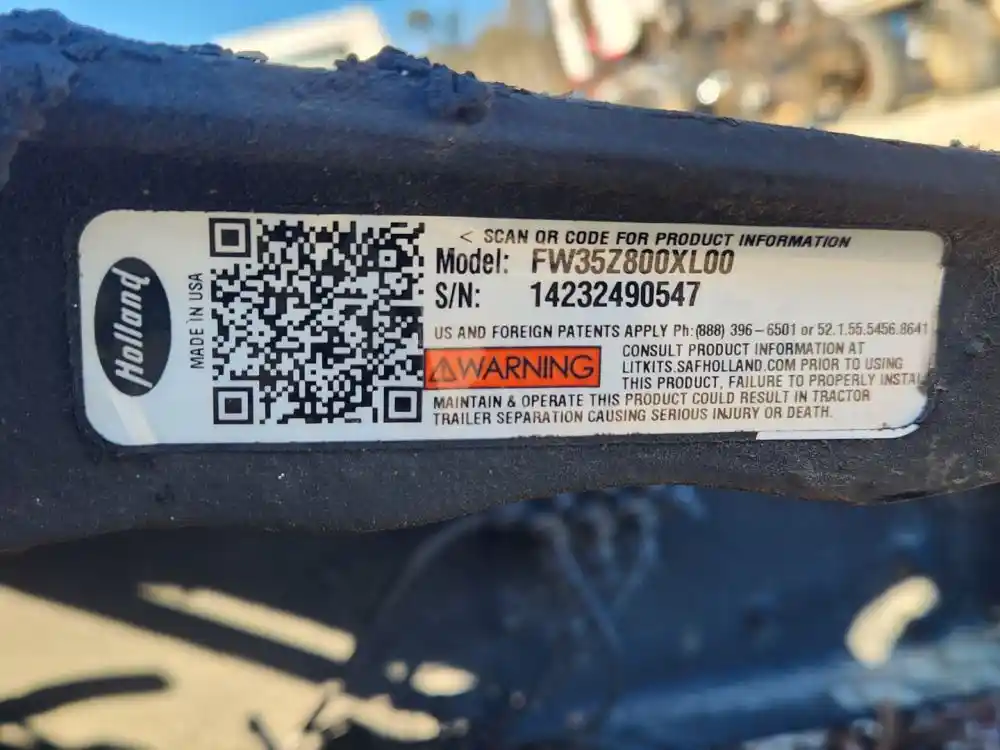 Holland
MADE IN USA
< SCAN QR CODE FOR PRODUCT INFORMATION
Model: FW35Z800XL00
S/N: 14232490547
US AND FOREIGN PATENTS APPLY Ph:(888) 396-6501 or 52.1.55.5456.8641
⚠WARNING
CONSULT PRODUCT INFORMATION AT
LITKITS.SAFHOLLAND.COM PRIOR TO USING
THIS PRODUCT, FAILURE TO PROPERLY INSTAL
MAINTAIN & OPERATE THIS PRODUCT COULD RESULT IN TRACTOR
TRAILER SEPARATION CAUSING SERIOUS INJURY OR DEATH.